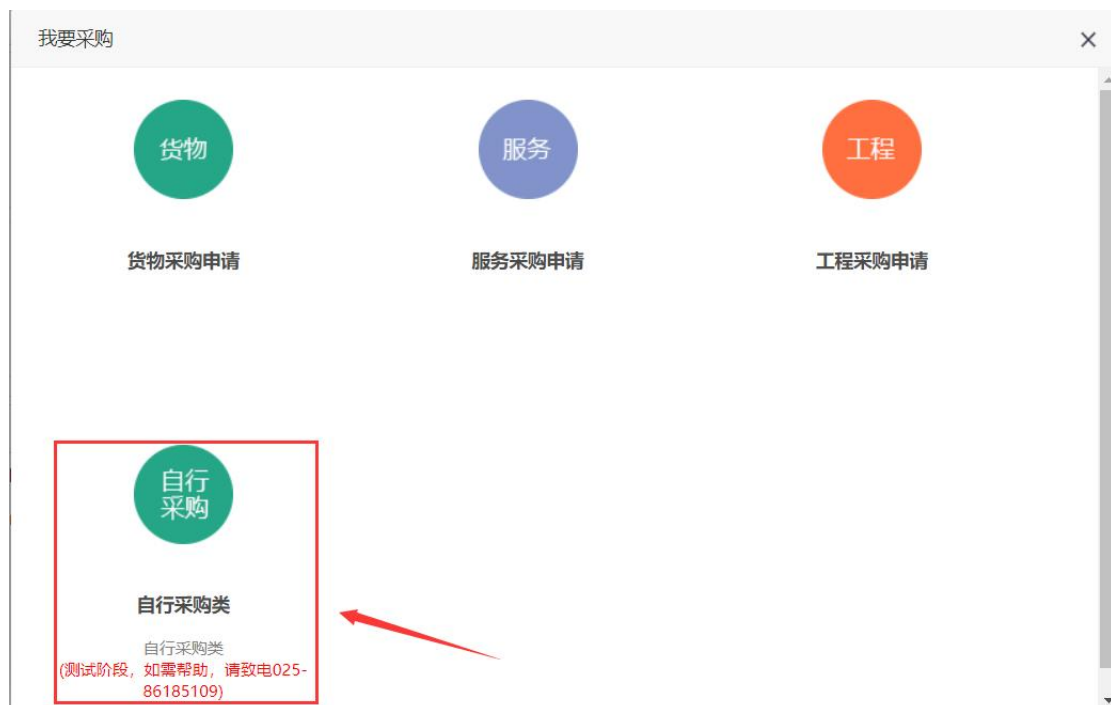 我要采购
货物
服务
工程
货物采购申请
服务采购申请
工程采购申请
自行
采购
自行采购类
自行采购类
(测试阶段，如需帮助，请致电025-
86185109)